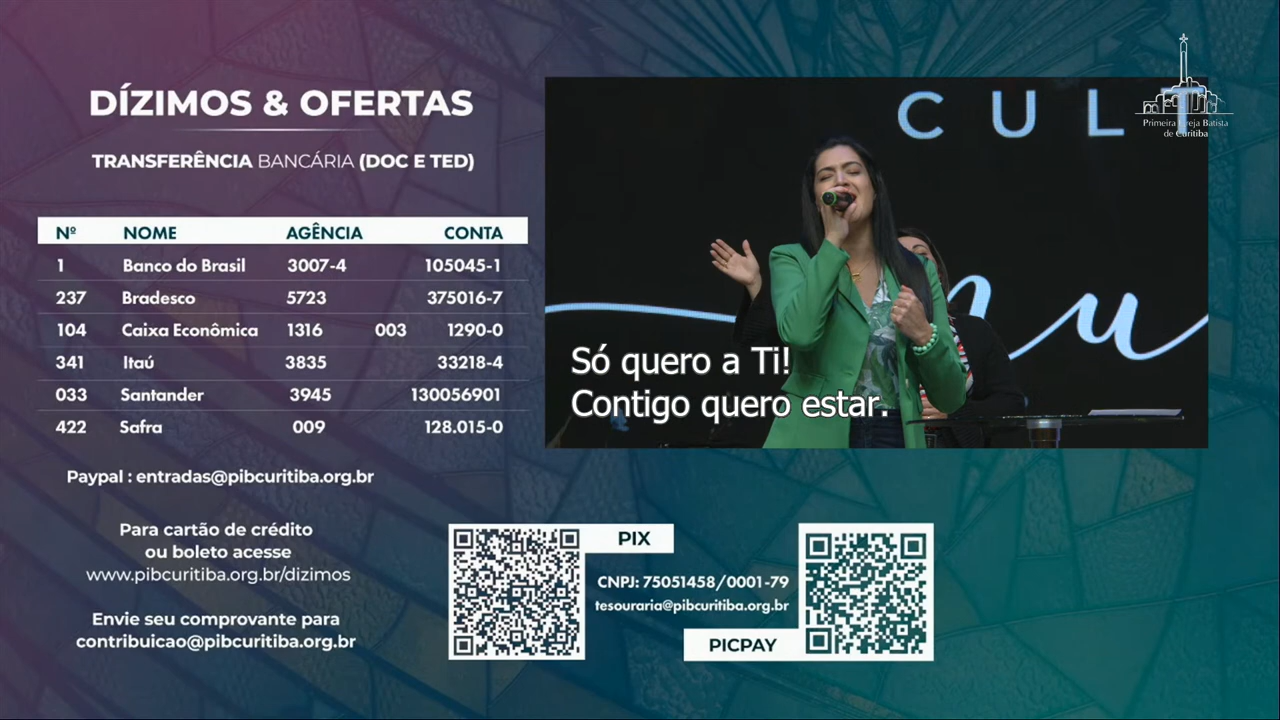 DÍZIMOS & OFERTAS
TRANSFERÊNCIA BANCÁRIA (DOC E TED)
Nº NOME AGÊNCIA CONTA
1 Banco do Brasil 3007-4 105045-1
237 Bradesco 5723 375016-7
104 Caixa Econômica 1316 003 1290-0
341 Itaú 3835 33218-4
033 Santander 3945 130056901
422 Safra 009 128.015-0
Paypal : entradas@pibcuritiba.org.br
Para cartão de crédito
ou boleto acesse
www.pibcuritiba.org.br/dizimos
Envie seu comprovante para
contribuicao@pibcuritiba.org.br
Primeira Igreja Batista
de Curitiba
CULT
Só quero a Ti!
Contigo quero estar.
PIX
CNPJ: 75051458/0001-79
tesouraria@pibcuritiba.org.br
PICPAY